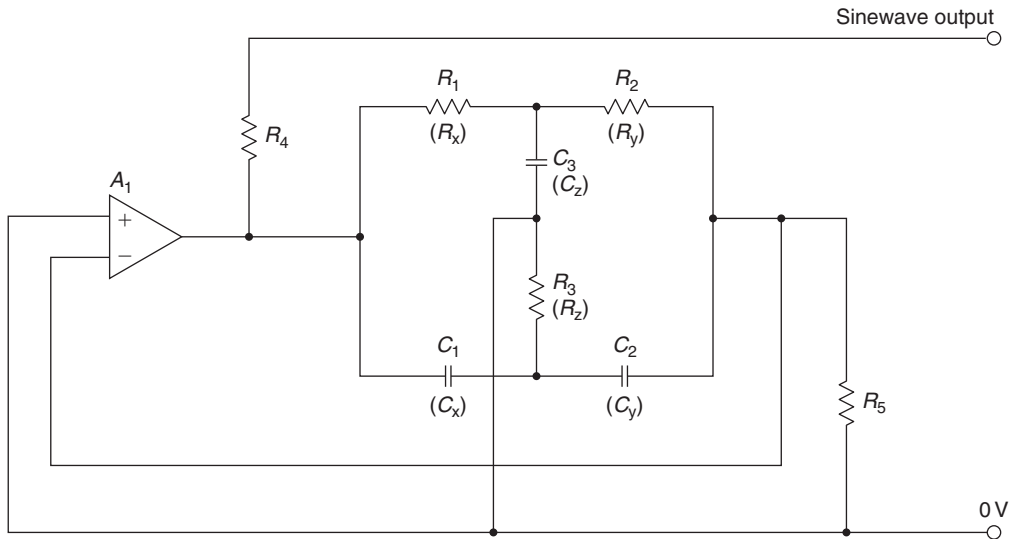 Sinewave output
R1
R2
(Rx)
(Ry)
R4
C3
(Cz)
A1
+
−
R3
(Rz)
C1
C2
(Cx)
(Cy)
R5
0 V